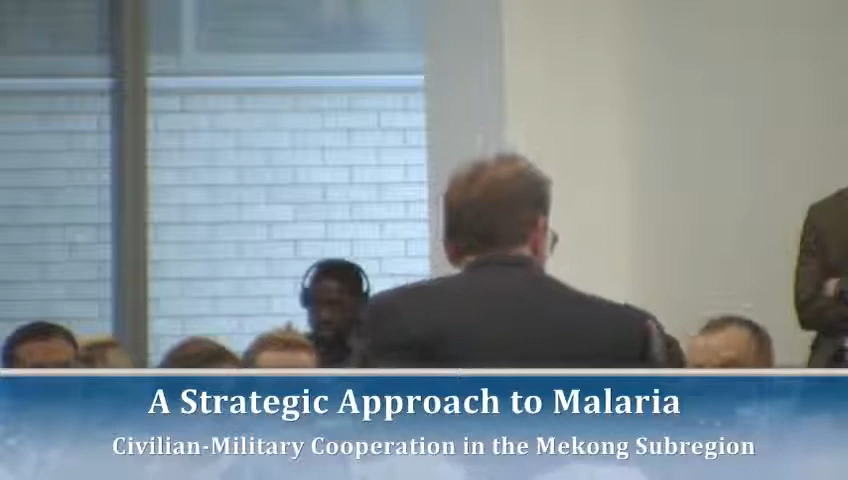 A Strategic Approach to Malaria
Civilian-Military Cooperation in the Mekong Subregion